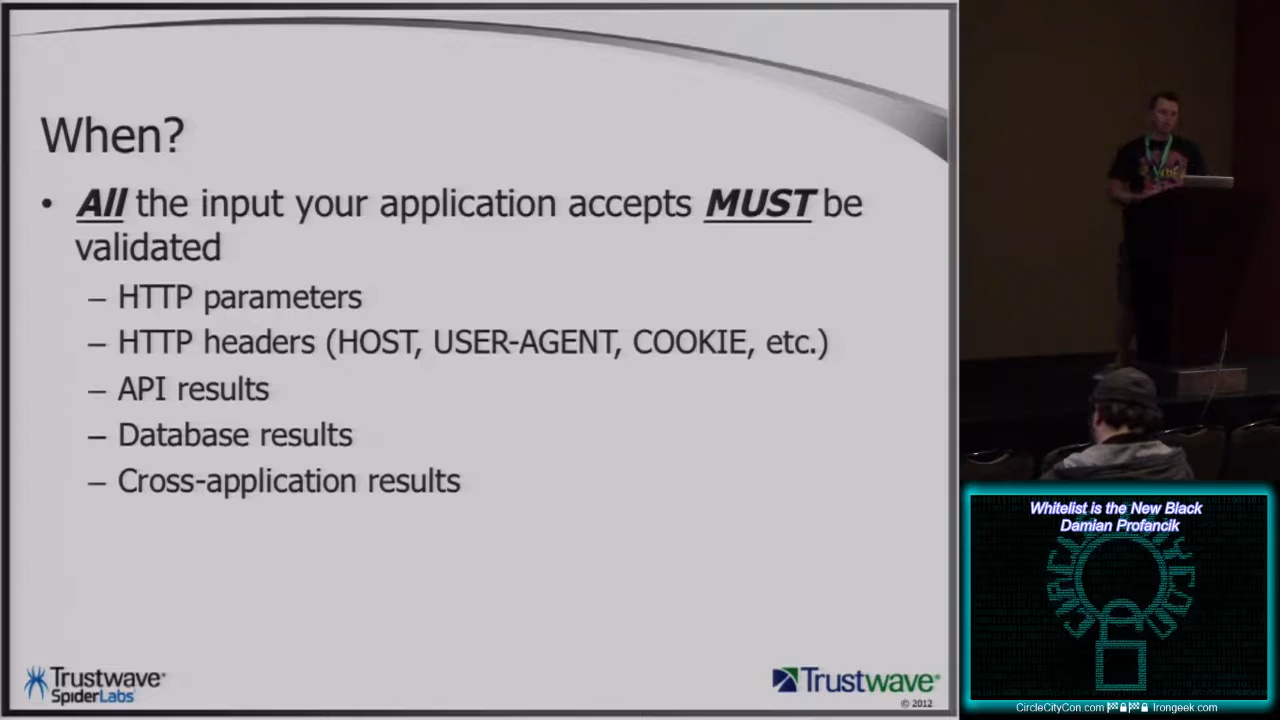 When?
• All the input your application accepts MUST be
validated
– HTTP parameters
– HTTP headers (HOST, USER-AGENT, COOKIE, etc.)
– API results
– Database results
– Cross-application results
Trustwave®
SpiderLabs®
Trustwave®
© 2012
Whitelist is the New Black
Damian Profancik
CircleCityCon.com Irongeek.com